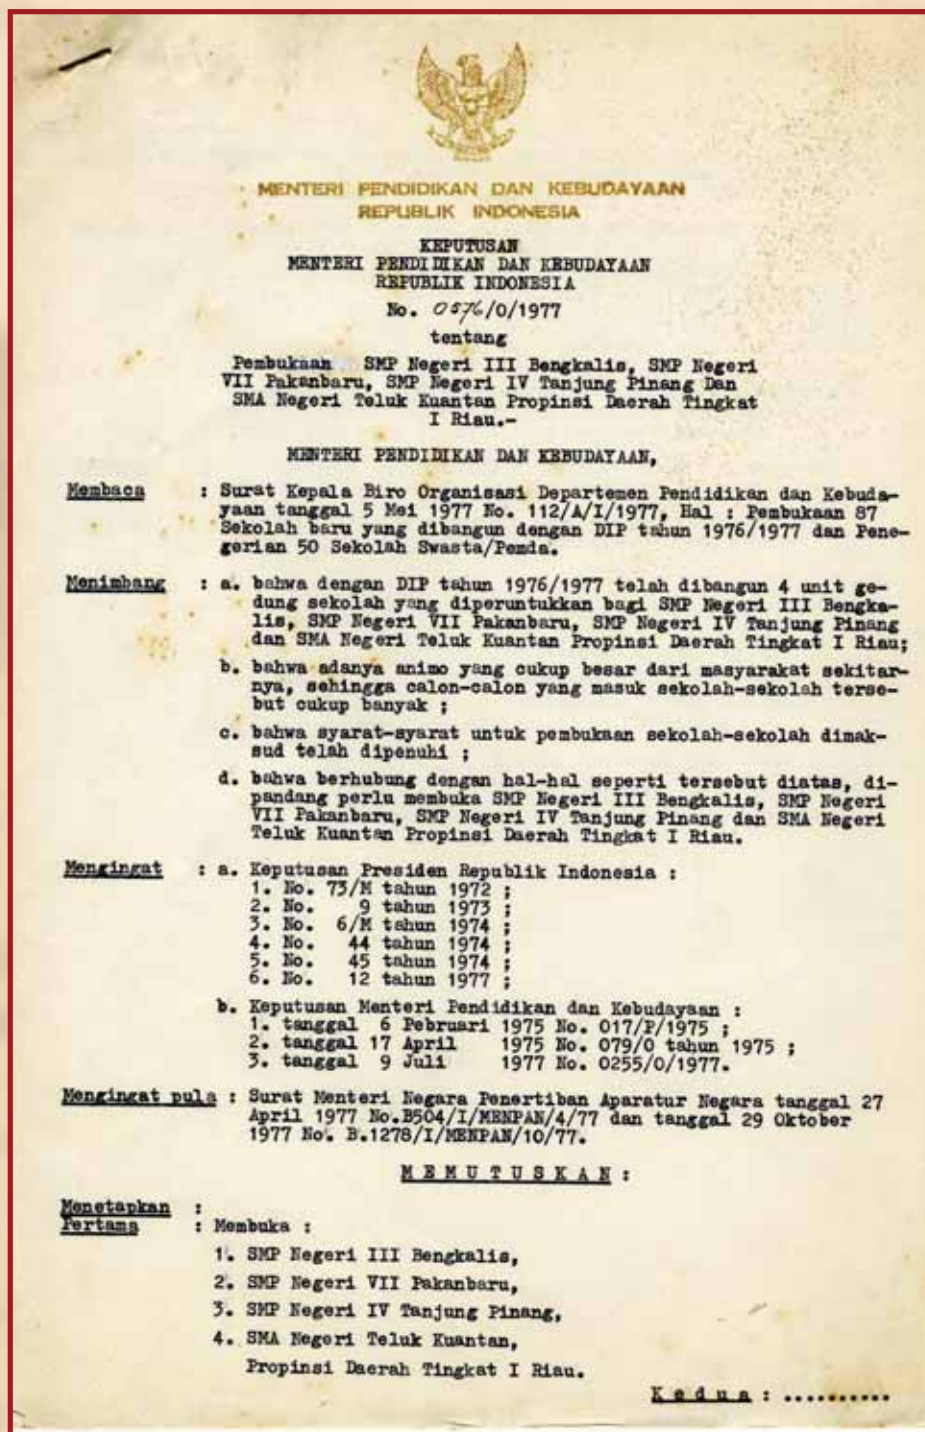 MENTERI PENDIDIKAN DAN KEBUDAYAAN
REPUBLIK INDONESIA
KEPUTUSAN
MENTERI PENDIDIKAN DAN KEBUDAYAAN
REPUBLIK INDONESIA
No. 0576/0/1977
tentang
Pembukaan SMP Negeri III Bengkalis, SMP Negeri
VII Pakanbaru, SMP Negeri IV Tanjung Pinang Dan
SMA Negeri Teluk Kuantan Propinsi Daerah Tingkat
I Riau.-
MENTERI PENDIDIKAN DAN KEBUDAYAAN,
Membaca : Surat Kepala Biro Organisasi Departemen Pendidikan dan Kebuda-
yaan tanggal 5 Mei 1977 No. 112/A/I/1977, Hal : Pembukaan 87
Sekolah baru yang dibangun dengan DIP tahun 1976/1977 dan Pene-
gerian 50 Sekolah Swasta/Pemda.
Menimbang : a. bahwa dengan DIP tahun 1976/1977 telah dibangun 4 unit ge-
dung sekolah yang diperuntukkan bagi SMP Negeri III Bengka-
lis, SMP Negeri VII Pakanbaru, SMP Negeri IV Tanjung Pinang
dan SMA Negeri Teluk Kuantan Propinsi Daerah Tingkat I Riau;
b. bahwa adanya animo yang cukup besar dari masyarakat sekitar-
nya, sehingga calon-calon yang masuk sekolah-sekolah terse-
but cukup banyak ;
c. bahwa syarat-syarat untuk pembukaan sekolah-sekolah dimak-
sud telah dipenuhi ;
d. bahwa berhubung dengan hal-hal seperti tersebut diatas, di-
pandang perlu membuka SMP Negeri III Bengkalis, SMP Negeri
VII Pakanbaru, SMP Negeri IV Tanjung Pinang dan SMA Negeri
Teluk Kuantan Propinsi Daerah Tingkat I Riau.
Mengingat : a. Keputusan Presiden Republik Indonesia :
1. No. 73/M tahun 1972 ;
2. No. 9 tahun 1973 ;
3. No. 6/M tahun 1974 ;
4. No. 44 tahun 1974 ;
5. No. 45 tahun 1974 ;
6. No. 12 tahun 1977 ;
b. Keputusan Menteri Pendidikan dan Kebudayaan :
1. tanggal 6 Pebruari 1975 No. 017/P/1975 ;
2. tanggal 17 April 1975 No. 079/0 tahun 1975 ;
3. tanggal 9 Juli 1977 No. 0255/0/1977.
Mengingat pula : Surat Menteri Negara Penertiban Aparatur Negara tanggal 27
April 1977 No.B504/I/MENPAN/4/77 dan tanggal 29 Oktober
1977 No. B.1278/I/MENPAN/10/77.
M E M U T U S K A N :
Menetapkan :
Pertama : Membuka :
1. SMP Negeri III Bengkalis,
2. SMP Negeri VII Pakanbaru,
3. SMP Negeri IV Tanjung Pinang,
4. SMA Negeri Teluk Kuantan,
Propinsi Daerah Tingkat I Riau.
K e d u a : ..........